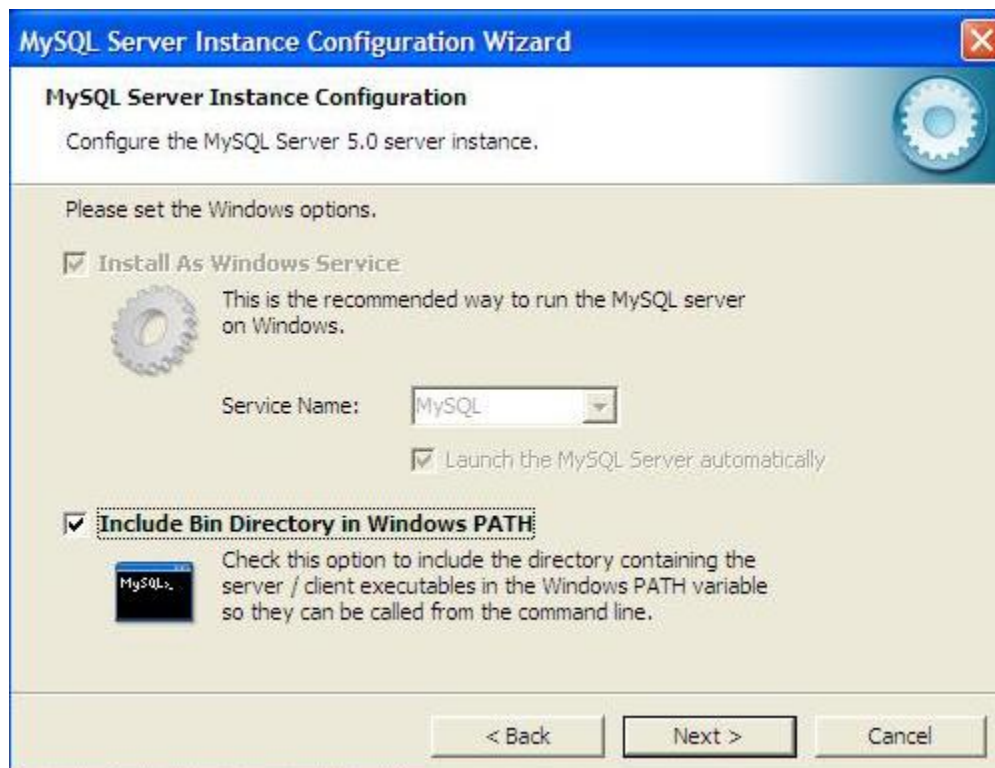 MySQL Server Instance Configuration Wizard
MySQL Server Instance Configuration
Configure the MySQL Server 5.0 server instance.
Please set the Windows options.
Install As Windows Service
This is the recommended way to run the MySQL server
on Windows.
Service Name:
MySQL
Launch the MySQL Server automatically
Include Bin Directory in Windows PATH
MySQL>_
Check this option to include the directory containing the
server / client executables in the Windows PATH variable
so they can be called from the command line.
< Back
Next >
Cancel